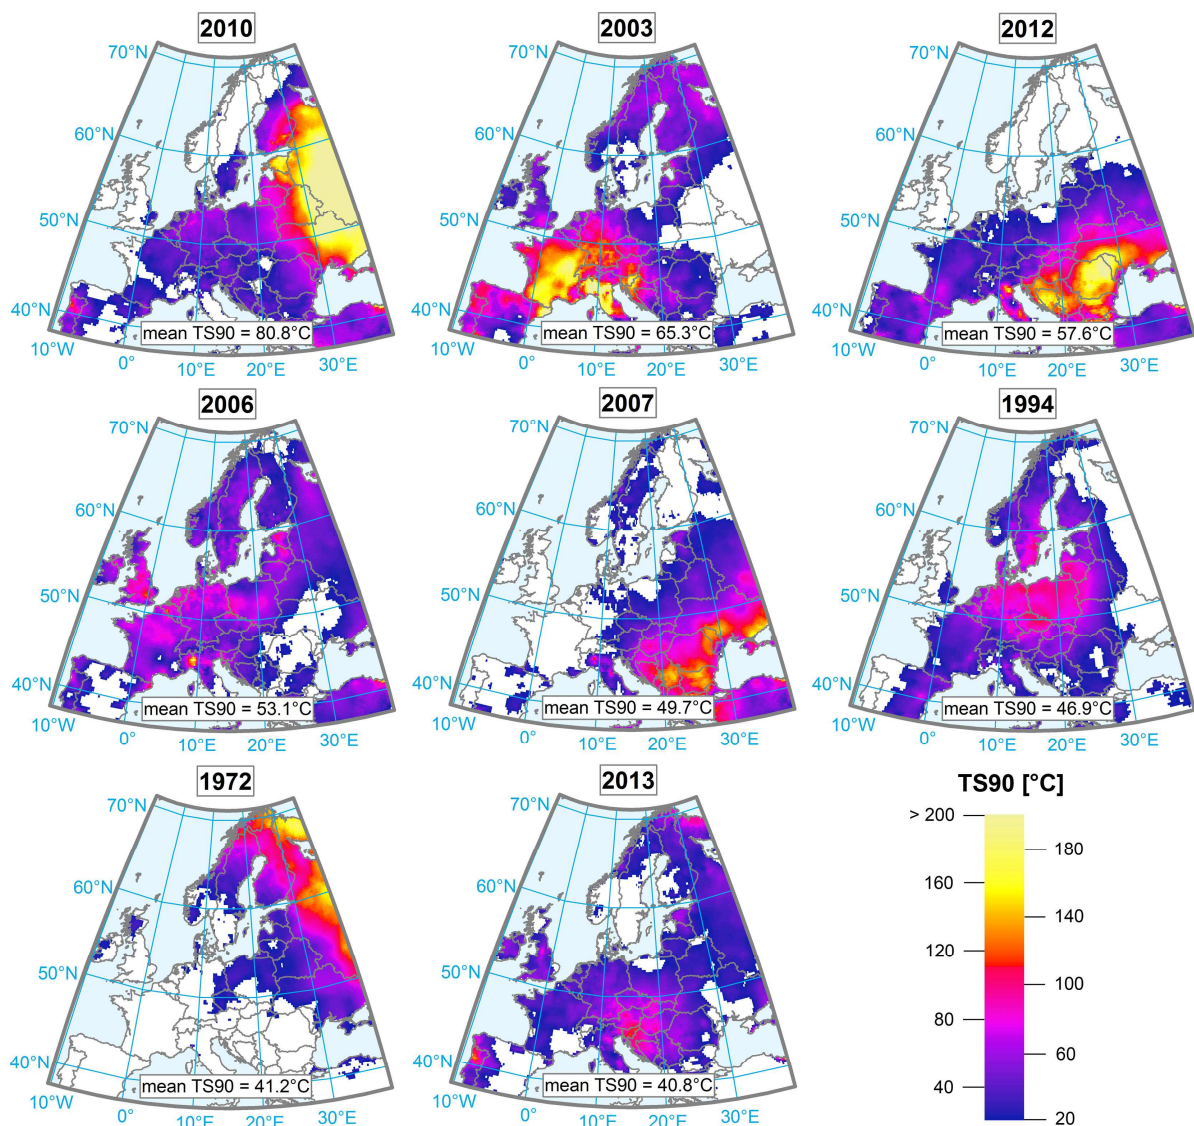 2010
70°N
60°N
50°N
40°N
10°W
0°
10°E
20°E
30°E
mean TS90 = 80.8°C
2003
70°N
60°N
50°N
40°N
10°W
0°
10°E
20°E
30°E
mean TS90 = 65.3°C
2012
70°N
60°N
50°N
40°N
10°W
0°
10°E
20°E
30°E
mean TS90 = 57.6°C
2006
70°N
60°N
50°N
40°N
10°W
0°
10°E
20°E
30°E
mean TS90 = 53.1°C
2007
70°N
60°N
50°N
40°N
10°W
0°
10°E
20°E
30°E
mean TS90 = 49.7°C
1994
70°N
60°N
50°N
40°N
10°W
0°
10°E
20°E
30°E
mean TS90 = 46.9°C
1972
70°N
60°N
50°N
40°N
10°W
0°
10°E
20°E
30°E
mean TS90 = 41.2°C
2013
70°N
60°N
50°N
40°N
10°W
0°
10°E
20°E
30°E
mean TS90 = 40.8°C
TS90 [°C]
> 200
180
160
140
120
100
80
60
40
20